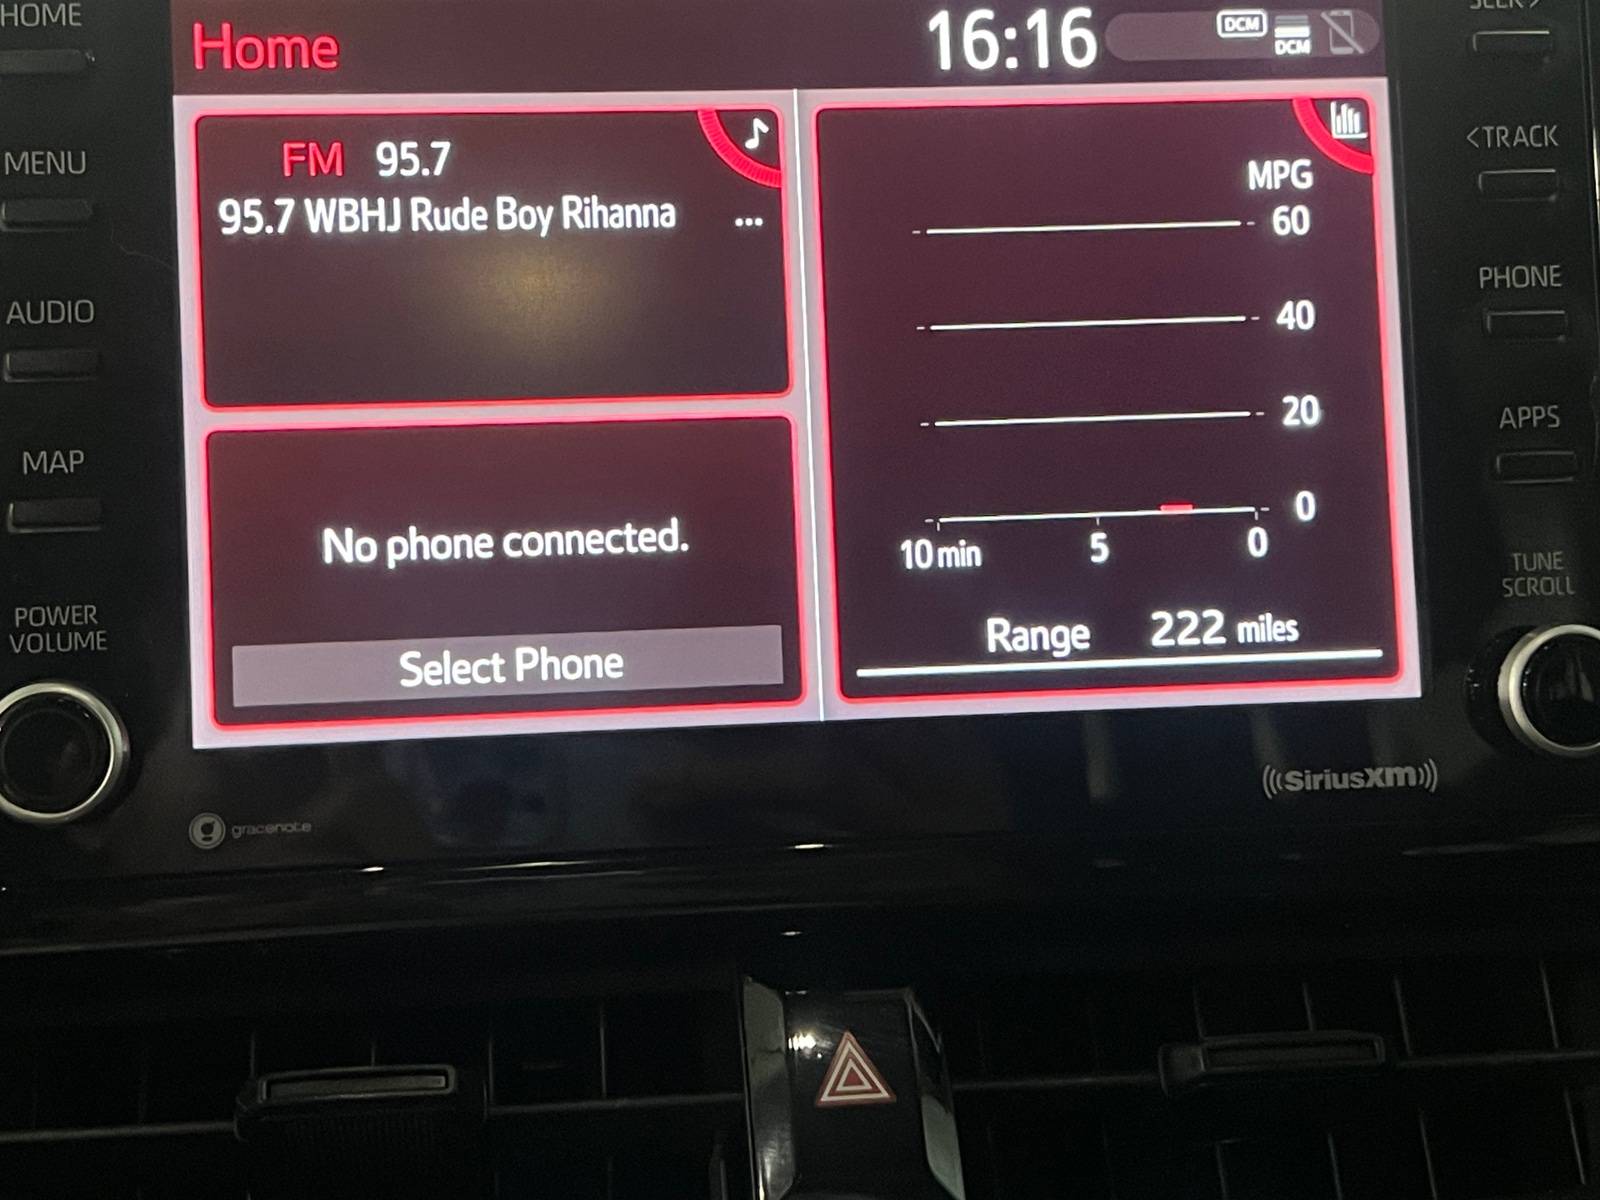 HOME
MENU
AUDIO
MAP
POWER
VOLUME
Home
16:16
DCM
DCM
FM 95.7
95.7 WBHJ Rude Boy Rihanna ...
No phone connected.
Select Phone
MPG
60
40
20
0
10 min 5 0
Range 222 miles
SEEK>
<TRACK
PHONE
APPS
TUNE
SCROLL
gracenote
((SiriusXM))